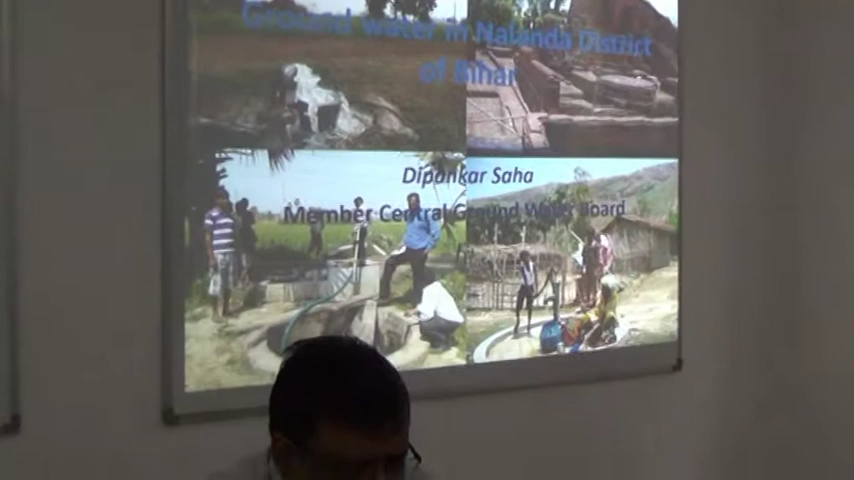 Ground water in Nalanda District
of Bihar
Dipankar Saha
Member Central Ground Water Board